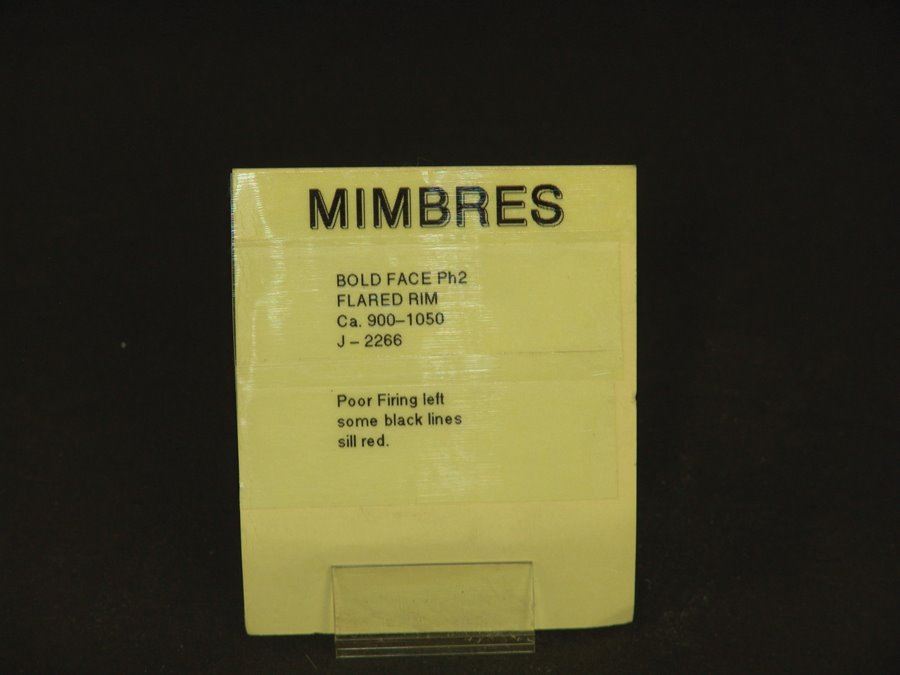 MIMBRES
BOLD FACE Ph2
FLARED RIM
Ca. 900–1050
J – 2266
Poor Firing left
some black lines
sill red.